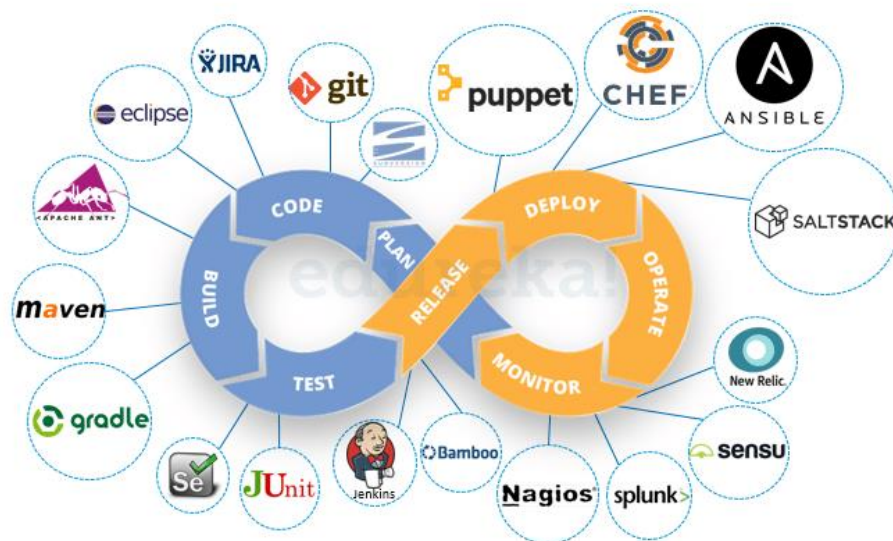 JIRA
git
puppet
CHEF
ANSIBLE
eclipse
SUBVERSION
<APACHE ANT>
SALTSTACK
CODE
DEPLOY
PLAN
edureka!
BUILD
RELEASE
OPERATE
maven
TEST
MONITOR
New Relic.
gradle
Se
JUnit
Jenkins
Bamboo
Nagios®
splunk>
sensu